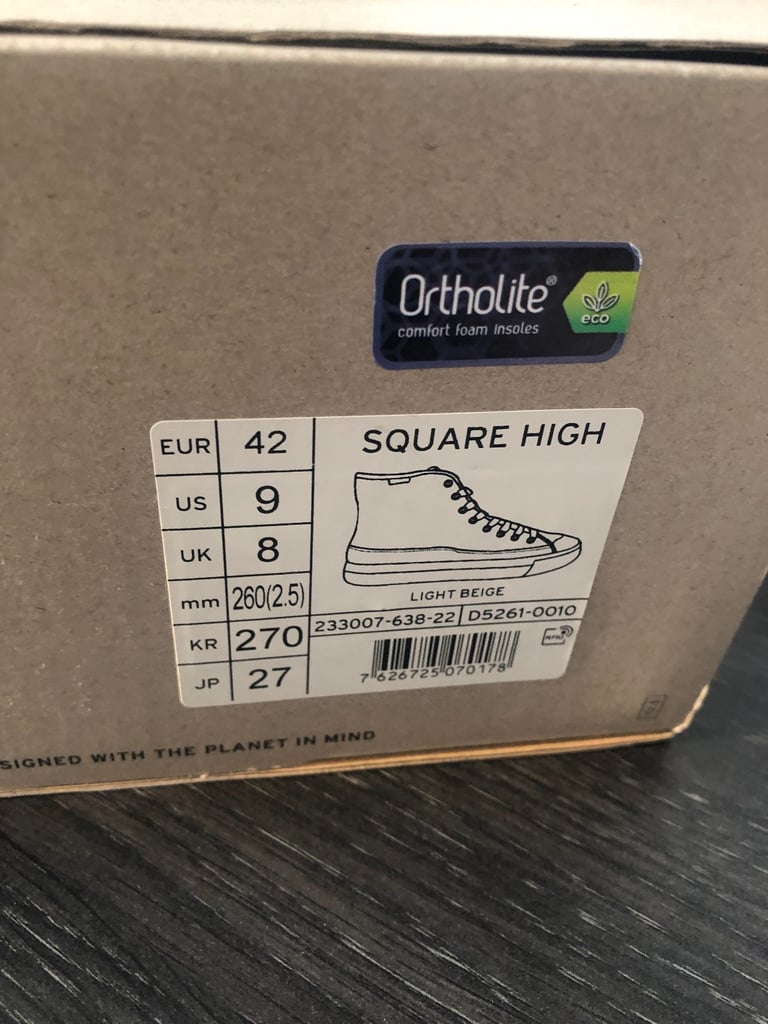 Ortholite®
eco
comfort foam insoles
EUR 42
US 9
UK 8
mm 260(2.5)
KR 270
JP 27
SQUARE HIGH
LIGHT BEIGE
233007-638-22 D5261-0010
7 626725 070178
SIGNED WITH THE PLANET IN MIND